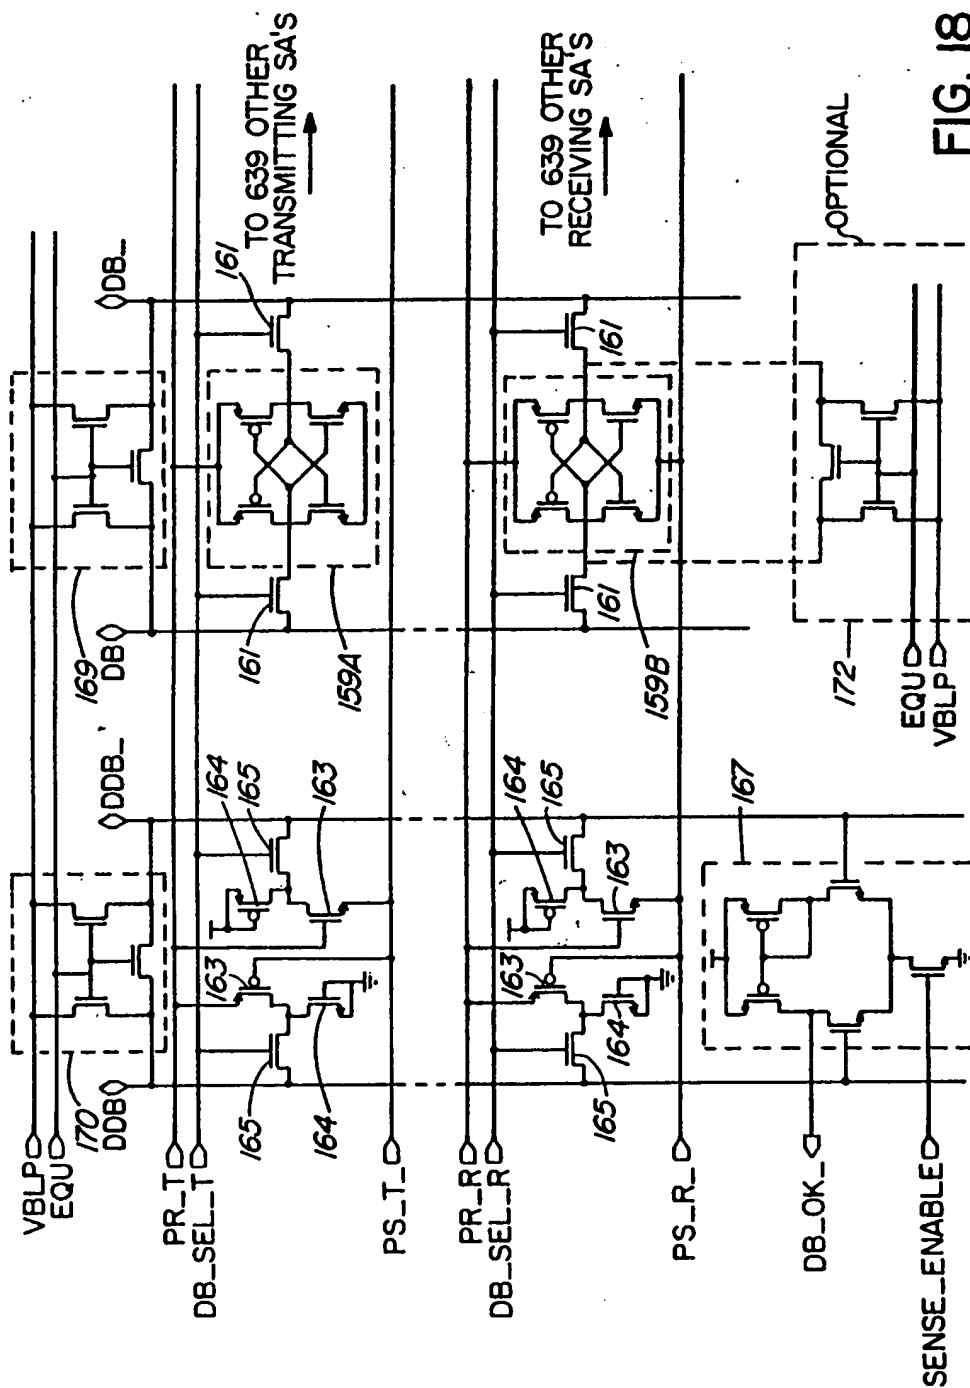 VBLP
EQU
170
DDB
DDB_
169
DB
DB_
PR_T
DB_SEL_T
165
163
164
164
165
163
PS_T_
161
161
159A
TO 639 OTHER
TRANSMITTING SA'S
PR_R
DB_SEL_R
165
163
164
164
165
163
PS_R_
161
161
159B
TO 639 OTHER
RECEIVING SA'S
167
DB_OK_
SENSE_ENABLE
172
EQU
VBLP
OPTIONAL
FIG. 18